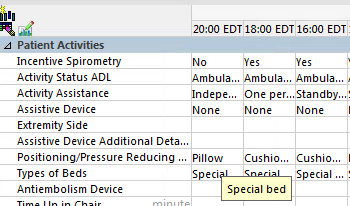 20:00 EDT 18:00 EDT 16:00 EDT
Patient Activities
Incentive Spirometry No Yes Yes
Activity Status ADL Ambula... Ambula... Ambula...
Activity Assistance Indepe... One per... Standby...
Assistive Device None None None
Extremity Side
Assistive Device Additional Deta...
Positioning/Pressure Reducing ... Pillow Cushio... Cushio...
Types of Beds Special Special ... Special ...
Special bed
Antiembolism Device
Time Up in Chair minute